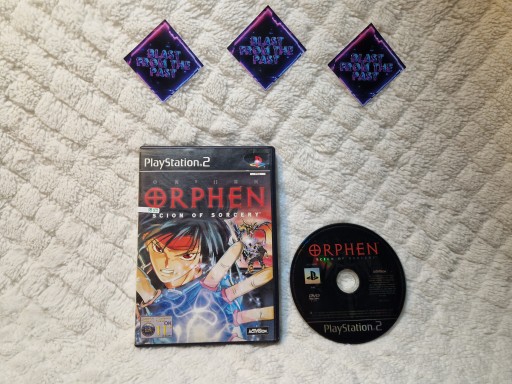 BLAST
FROM THE
PAST
BLAST
FROM THE
PAST
BLAST
FROM THE
PAST
PlayStation.2
ORPHEN
SCION OF SORCERY
ACTIVISION
ORPHEN
SCION OF SORCERY
DVD
PlayStation.2